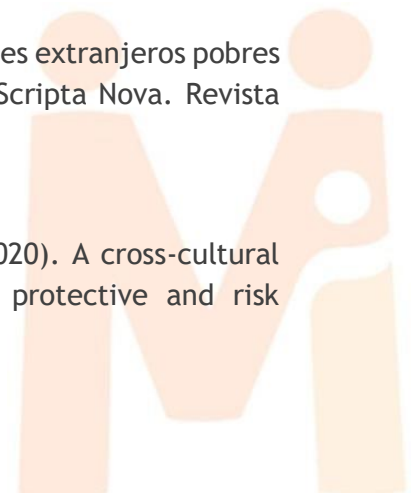 es extranjeros pobres
Scripta Nova. Revista
020). A cross-cultural
protective and risk